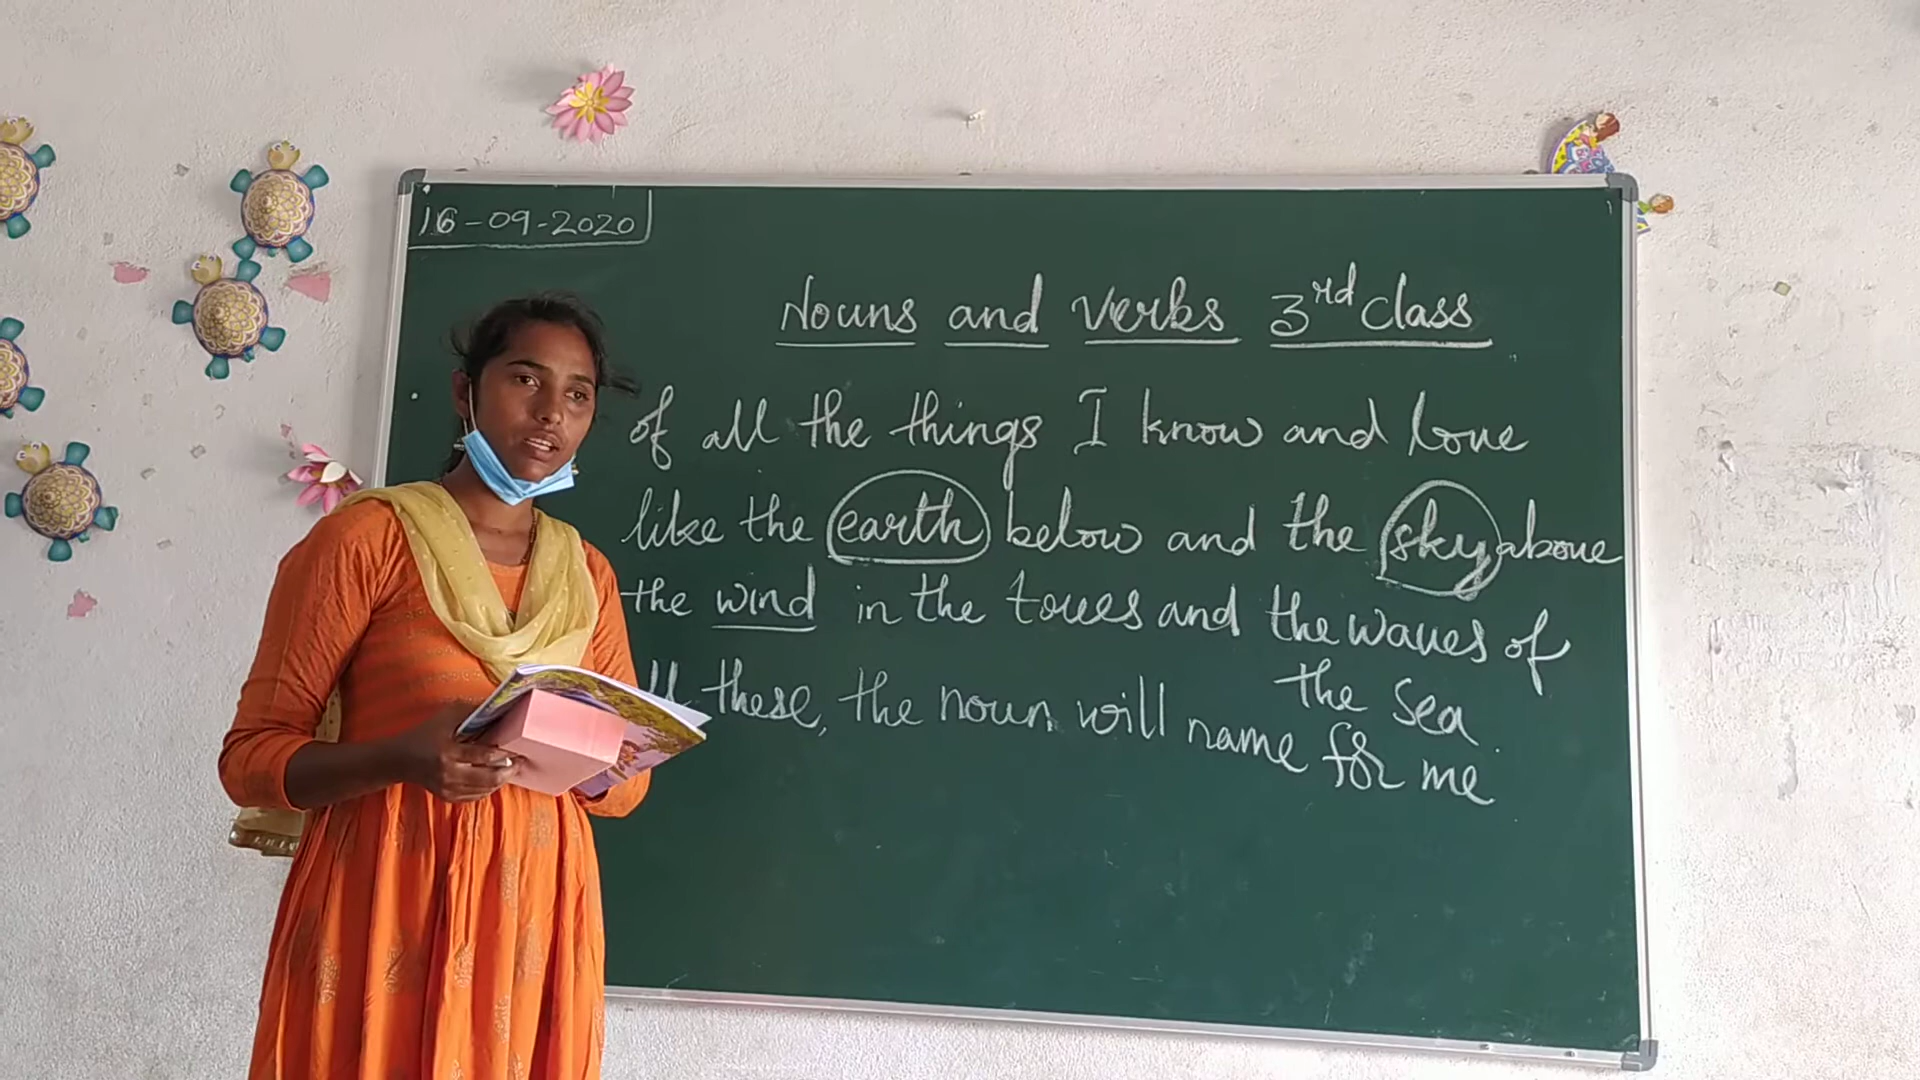 16-09-2020
Nouns and Verbs 3rd class
of all the things I know and love
like the earth below and the sky above
the wind in the trees and the waves of
the sea
these, the noun will name for me